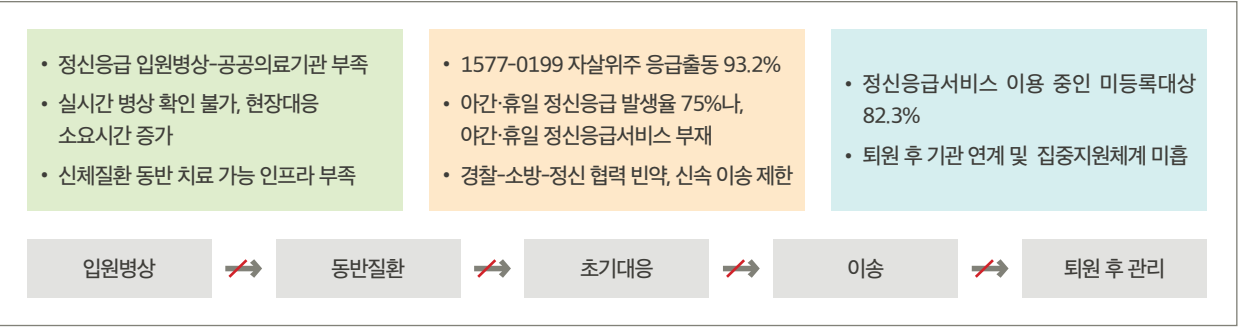 • 정신응급 입원병상-공공의료기관 부족
• 실시간 병상 확인 불가, 현장대응
소요시간 증가
• 신체질환 동반 치료 가능 인프라 부족
• 1577-0199 자살위주 응급출동 93.2%
• 야간·휴일 정신응급 발생율 75%나,
야간·휴일 정신응급서비스 부재
• 경찰-소방-정신 협력 빈약, 신속 이송 제한
• 정신응급서비스 이용 중인 미등록대상
82.3%
• 퇴원 후 기관 연계 및 집중지원체계 미흡
입원병상
동반질환
초기대응
이송
퇴원 후 관리